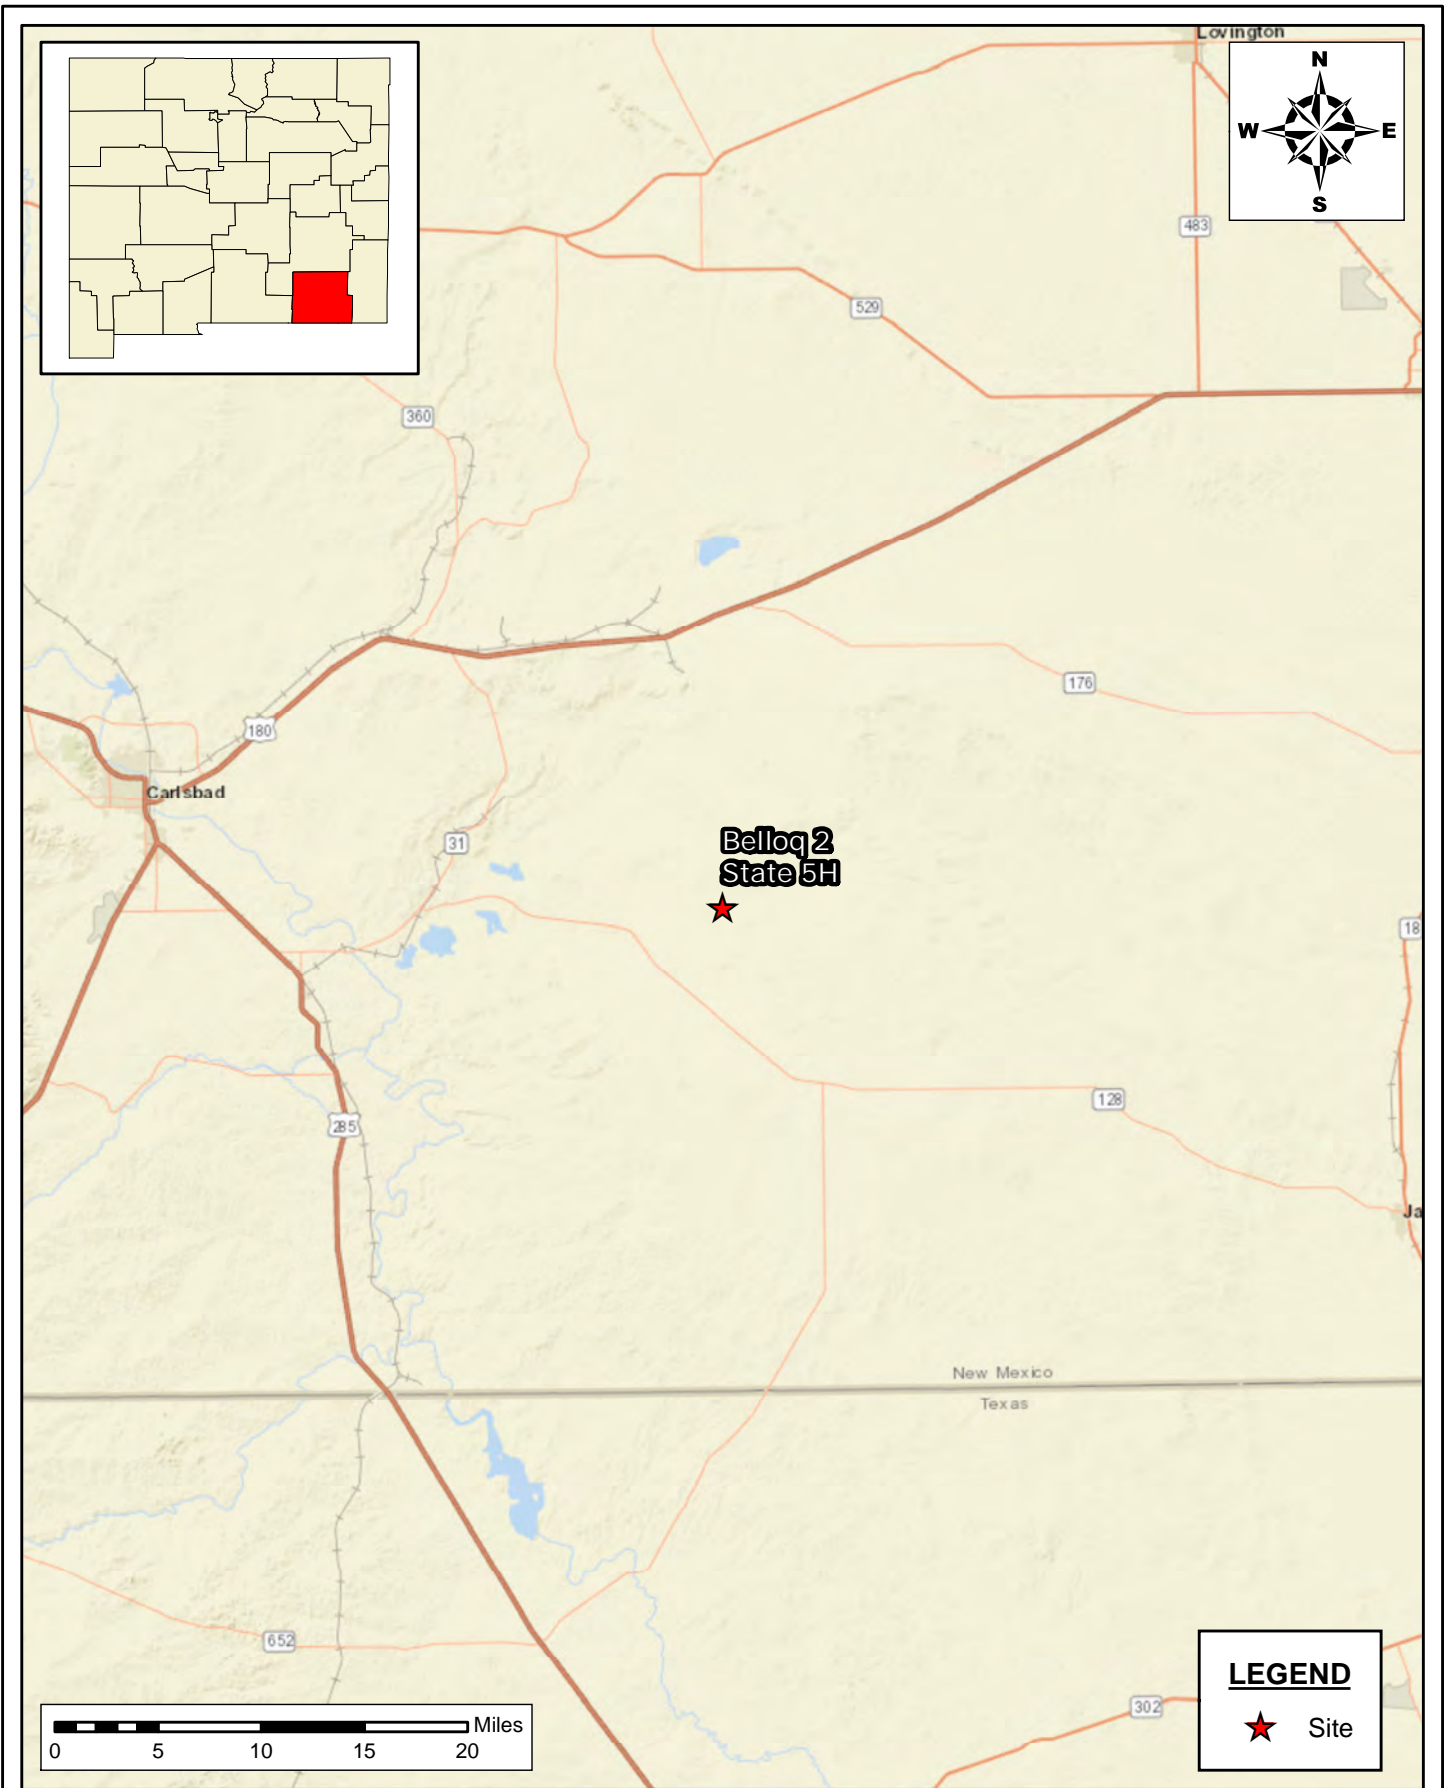 Lovington
N
W
E
S
483
529
360
176
180
Carlsbad
31
Belloq 2
State 5H
18
128
285
Ja
New Mexico
Texas
652
302
LEGEND
Site
Miles
0 5 10 15 20